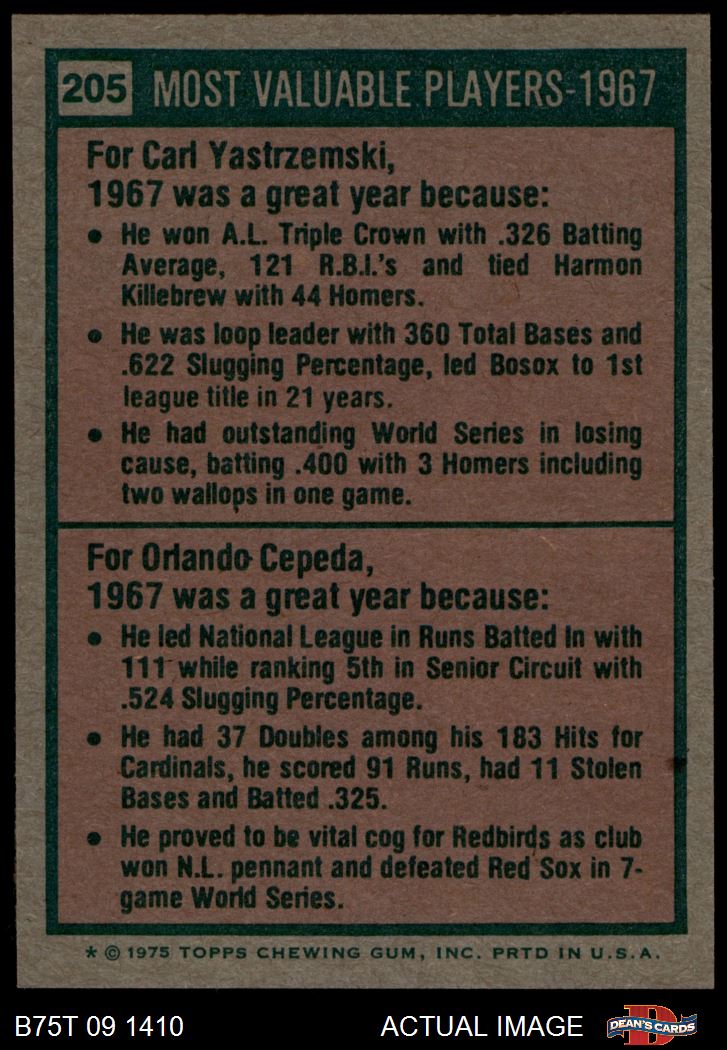 205 MOST VALUABLE PLAYERS-1967
For Carl Yastrzemski,
1967 was a great year because:
• He won A.L. Triple Crown with .326 Batting
Average, 121 R.B.I.'s and tied Harmon
Killebrew with 44 Homers.
• He was loop leader with 360 Total Bases and
.622 Slugging Percentage, led Bosox to 1st
league title in 21 years.
• He had outstanding World Series in losing
cause, batting .400 with 3 Homers including
two wallops in one game.
For Orlando Cepeda,
1967 was a great year because:
• He led National League in Runs Batted In with
111 while ranking 5th in Senior Circuit with
.524 Slugging Percentage.
• He had 37 Doubles among his 183 Hits for
Cardinals, he scored 91 Runs, had 11 Stolen
Bases and Batted .325.
• He proved to be vital cog for Redbirds as club
won N.L. pennant and defeated Red Sox in 7-
game World Series.
* © 1975 TOPPS CHEWING GUM, INC. PRTD IN U.S.A.
B75T 09 1410 ACTUAL IMAGE D DEAN'S CARDS